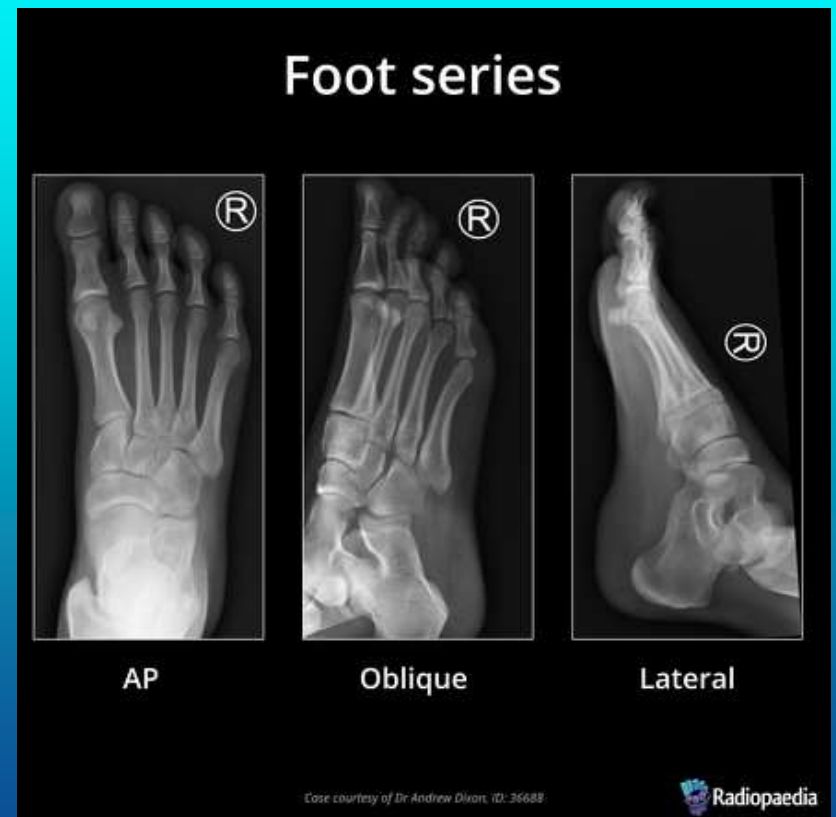 Foot series
R
R
R
AP
Oblique
Lateral
Case courtesy of Dr Andrew Dixon, ID: 36688
Radiopaedia